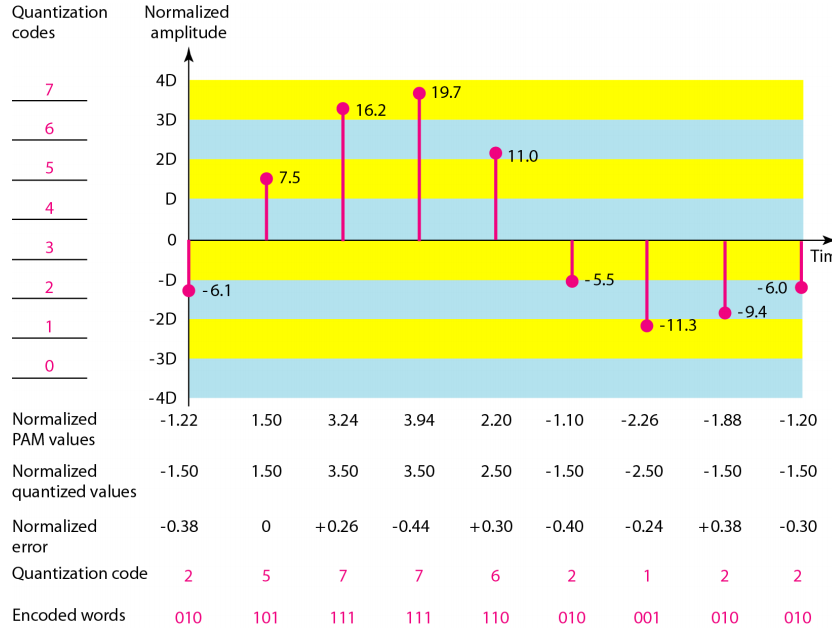 Quantization codes
Normalized amplitude
7
6
5
4
3
2
1
0
4D
3D
2D
D
0
-D
-2D
-3D
-4D
-6.1
7.5
16.2
19.7
11.0
-5.5
-11.3
-9.4
-6.0
Tim
Normalized PAM values -1.22 1.50 3.24 3.94 2.20 -1.10 -2.26 -1.88 -1.20
Normalized quantized values -1.50 1.50 3.50 3.50 2.50 -1.50 -2.50 -1.50 -1.50
Normalized error -0.38 0 +0.26 -0.44 +0.30 -0.40 -0.24 +0.38 -0.30
Quantization code 2 5 7 7 6 2 1 2 2
Encoded words 010 101 111 111 110 010 001 010 010